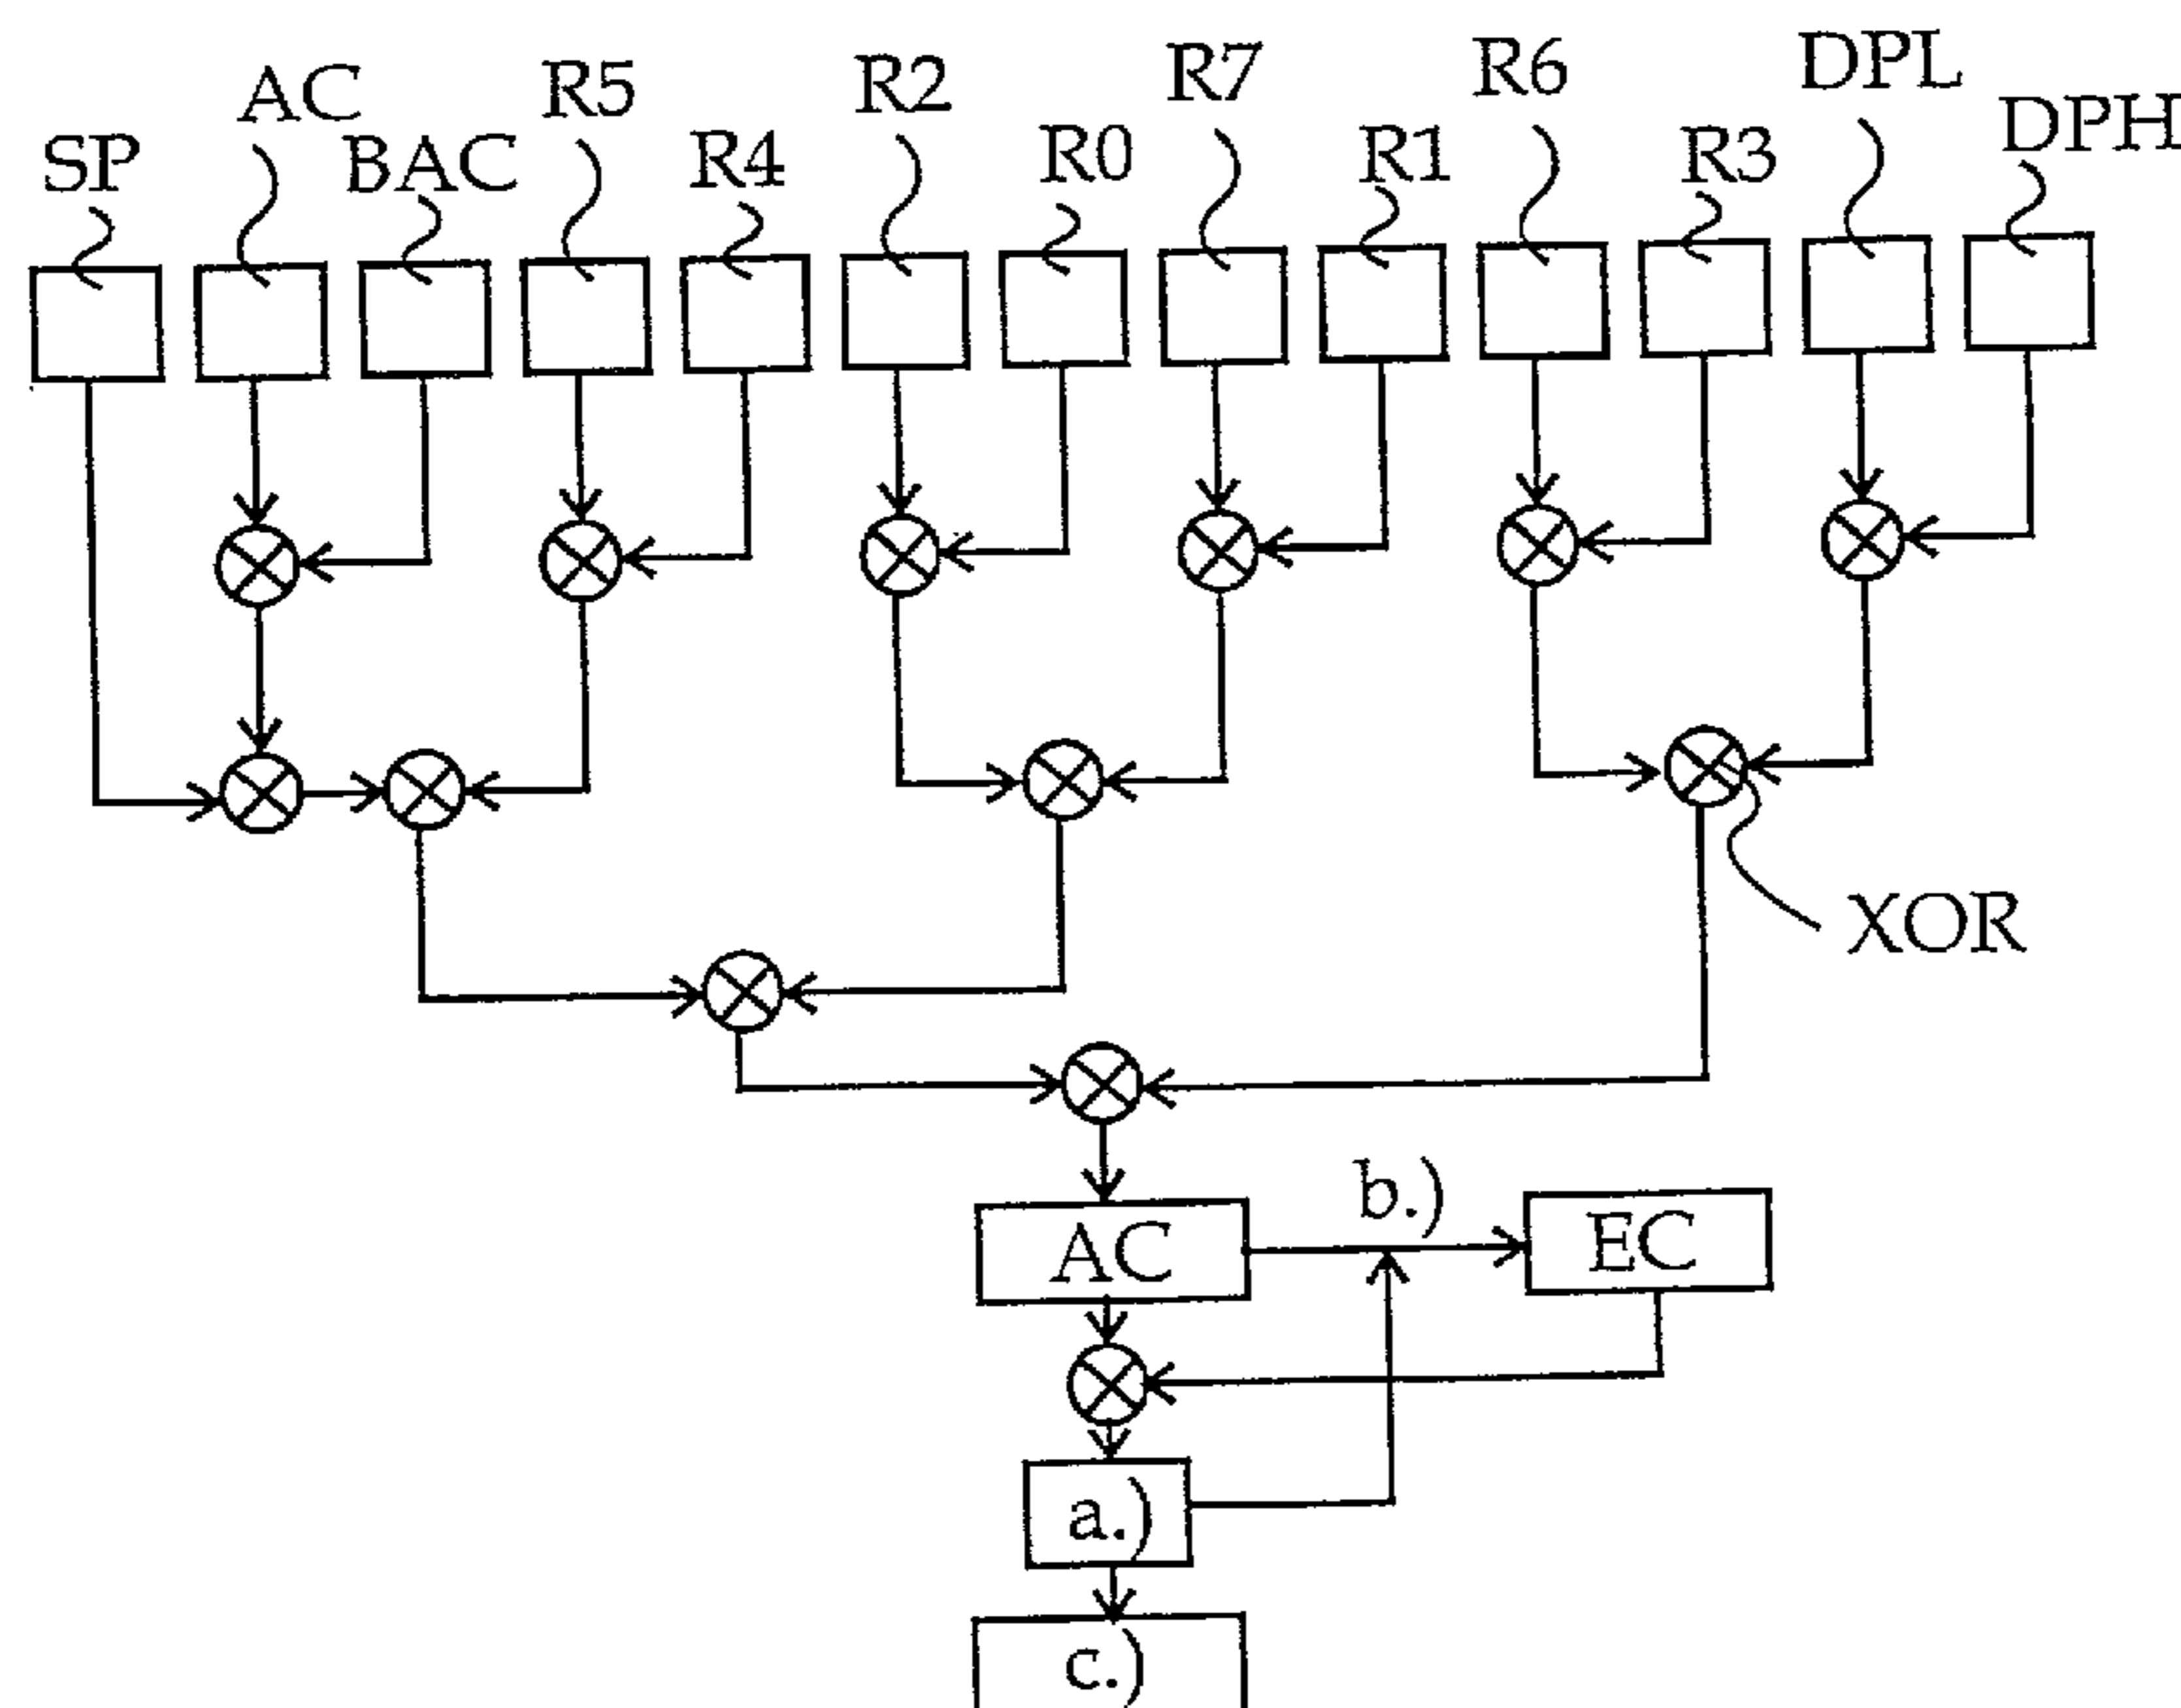 SP
AC
BAC
R5
R4
R2
R0
R7
R1
R6
R3
DPL
DPH
XOR
AC
b.)
EC
a.)
c.)